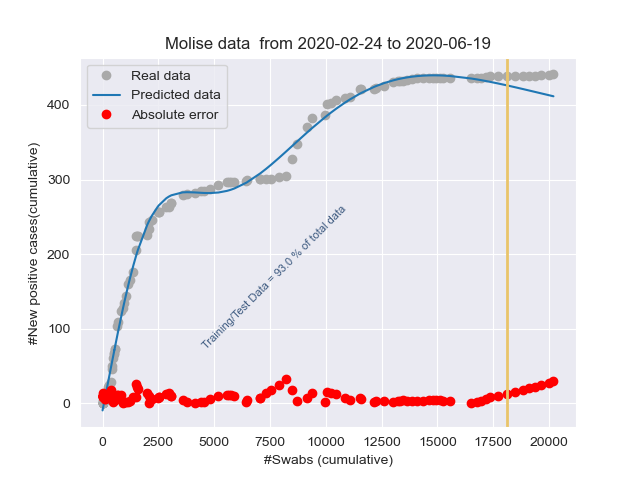 Molise data  from 2020-02-24 to 2020-06-19
Real data
Predicted data
Absolute error
#New positive cases(cumulative)
400
300
200
100
0
Training/Test Data = 93.0 % of total data
0 2500 5000 7500 10000 12500 15000 17500 20000
#Swabs (cumulative)